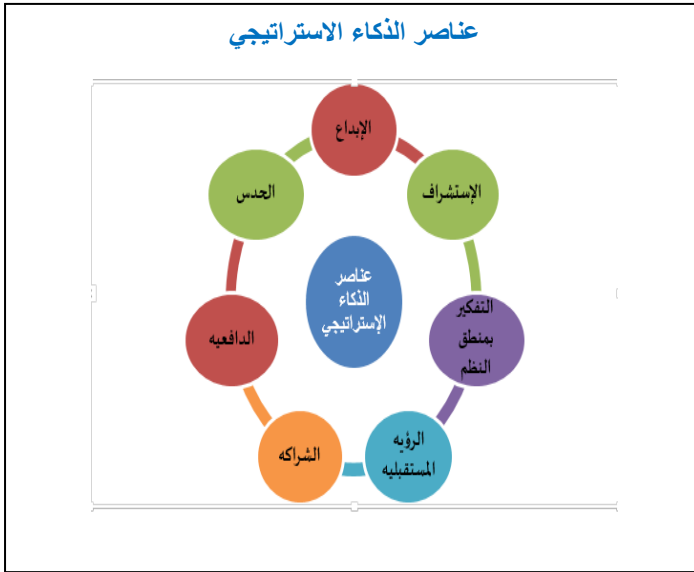 عناصر الذكاء الاستراتيجي
الإبداع
الإستشراف
التفكير
بمنطق
النظم
الرؤيه
المستقبليه
الشراكه
الدافعيه
الحدس
عناصر
الذكاء
الإستراتيجي